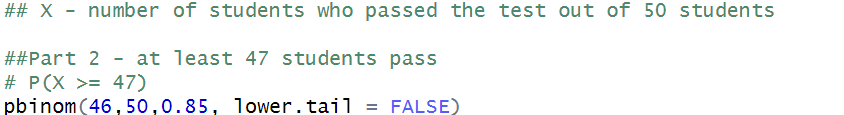 ## X - number of students who passed the test out of 50 students
##Part 2 - at least 47 students pass
# P(X >= 47)
pbinom(46,50,0.85, lower.tail = FALSE)